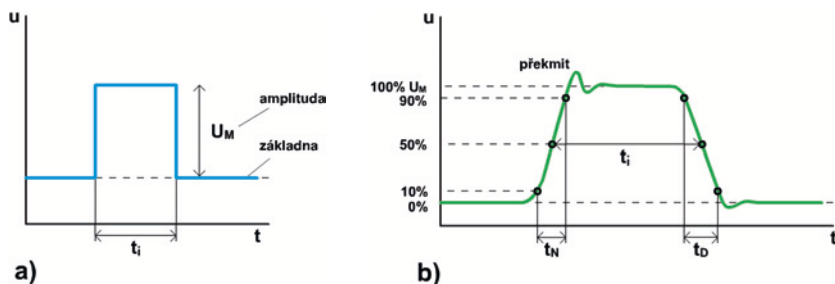 u
amplituda
U_M
základna
t
t_i
a)
u
překmit
100% U_M
90%
50%
t_i
10%
0%
t
t_N
t_D
b)